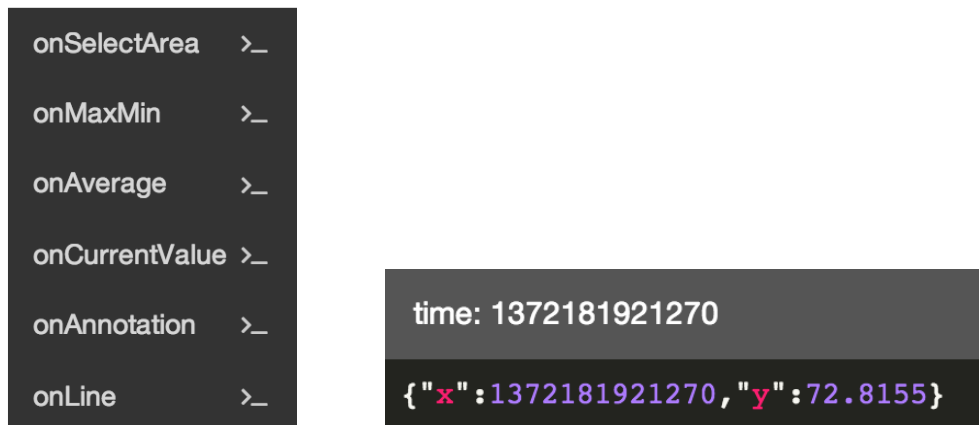 onSelectArea >_
onMaxMin >_
onAverage >_
onCurrentValue >_
onAnnotation >_
onLine >_
time: 1372181921270
{"x":1372181921270,"y":72.8155}